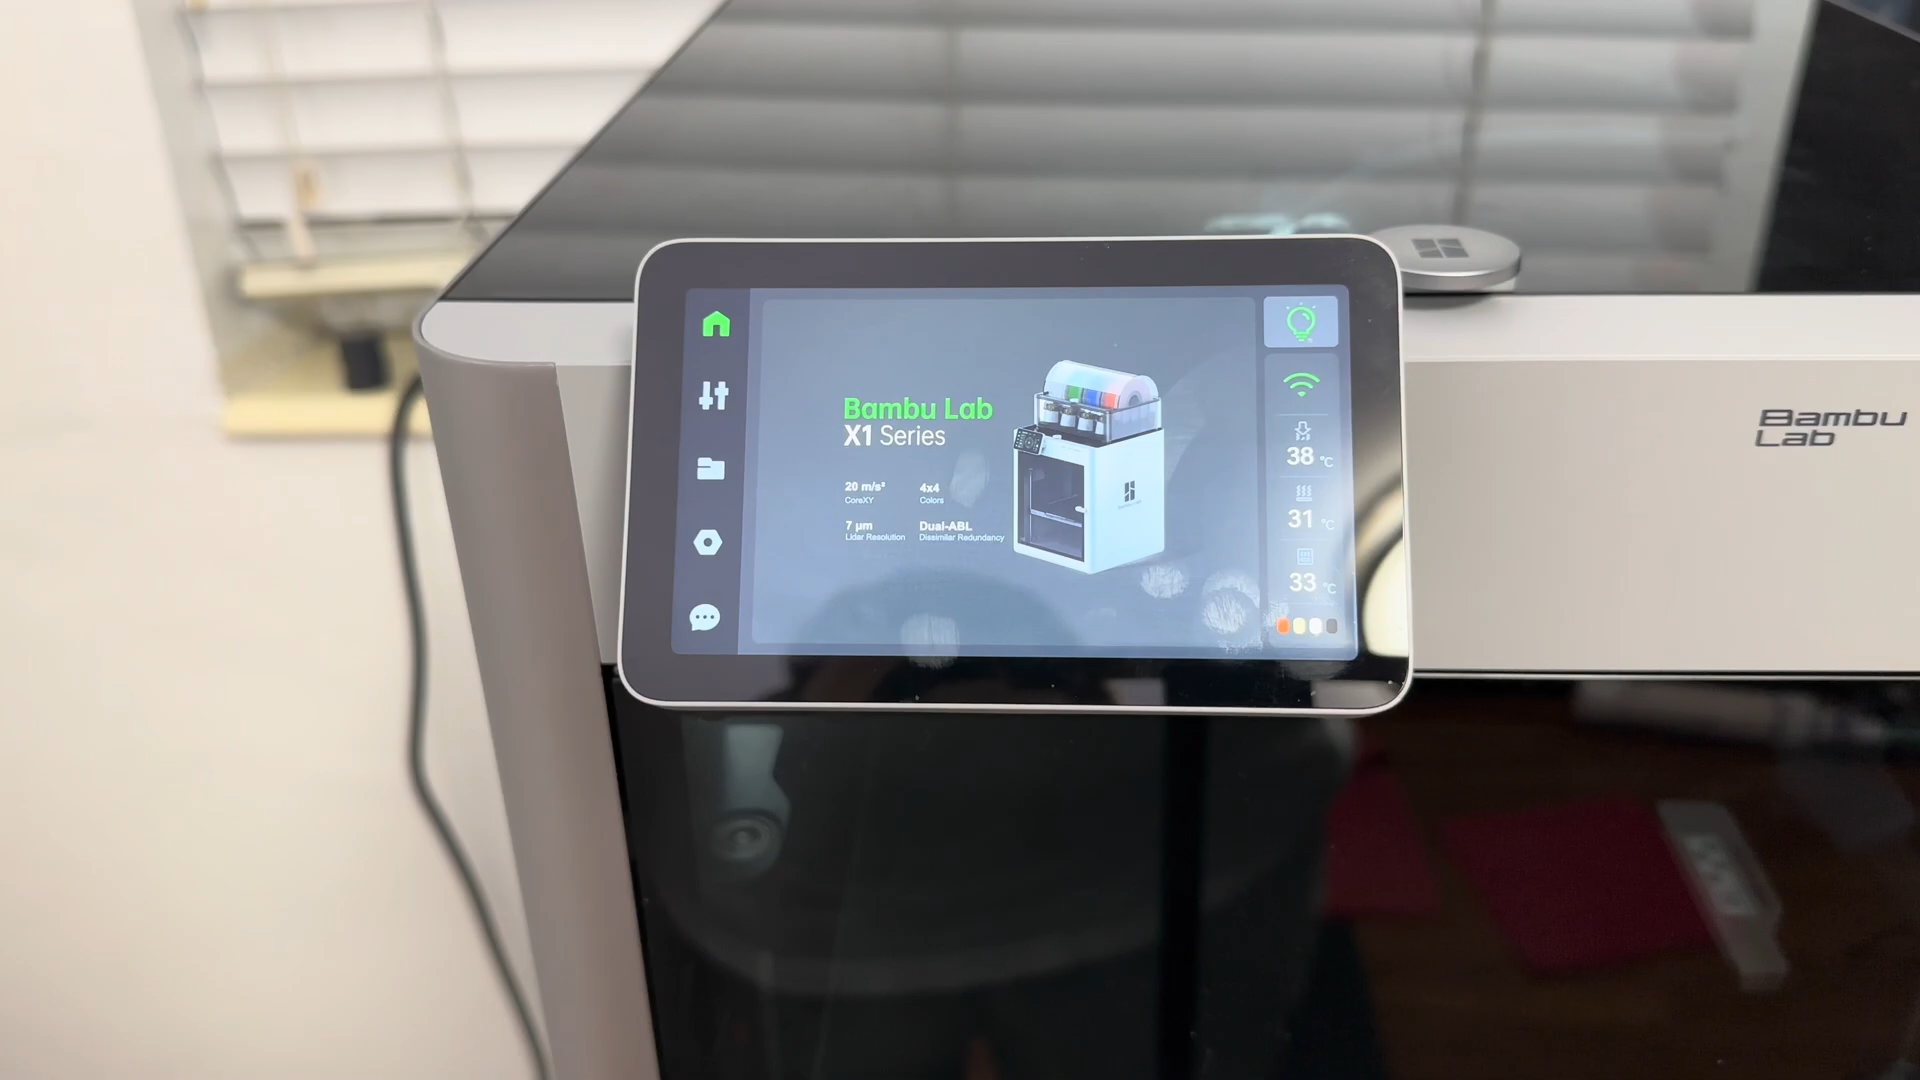 Bambu Lab
X1 Series
20 m/s² 4x4
CoreXY Colors
7 μm Dual-ABL
Lidar Resolution Dissimilar Redundancy
38 °C
31 °C
33 °C
Bambu
Lab